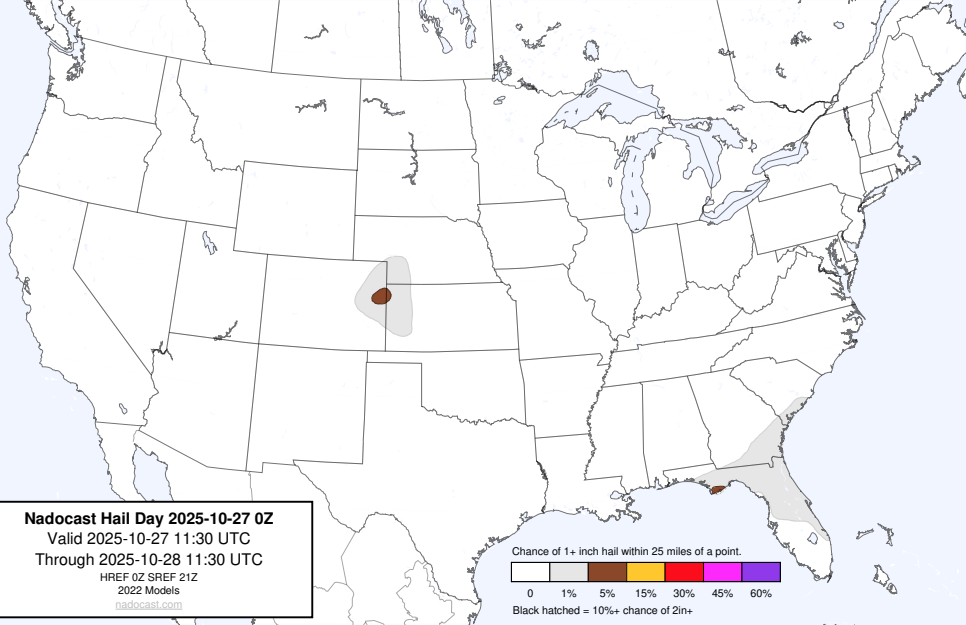 Nadocast Hail Day 2025-10-27 0Z
Valid 2025-10-27 11:30 UTC
Through 2025-10-28 11:30 UTC
HREF 0Z SREF 21Z
2022 Models
nadocast.com
Chance of 1+ inch hail within 25 miles of a point.
0 1% 5% 15% 30% 45% 60%
Black hatched = 10%+ chance of 2in+